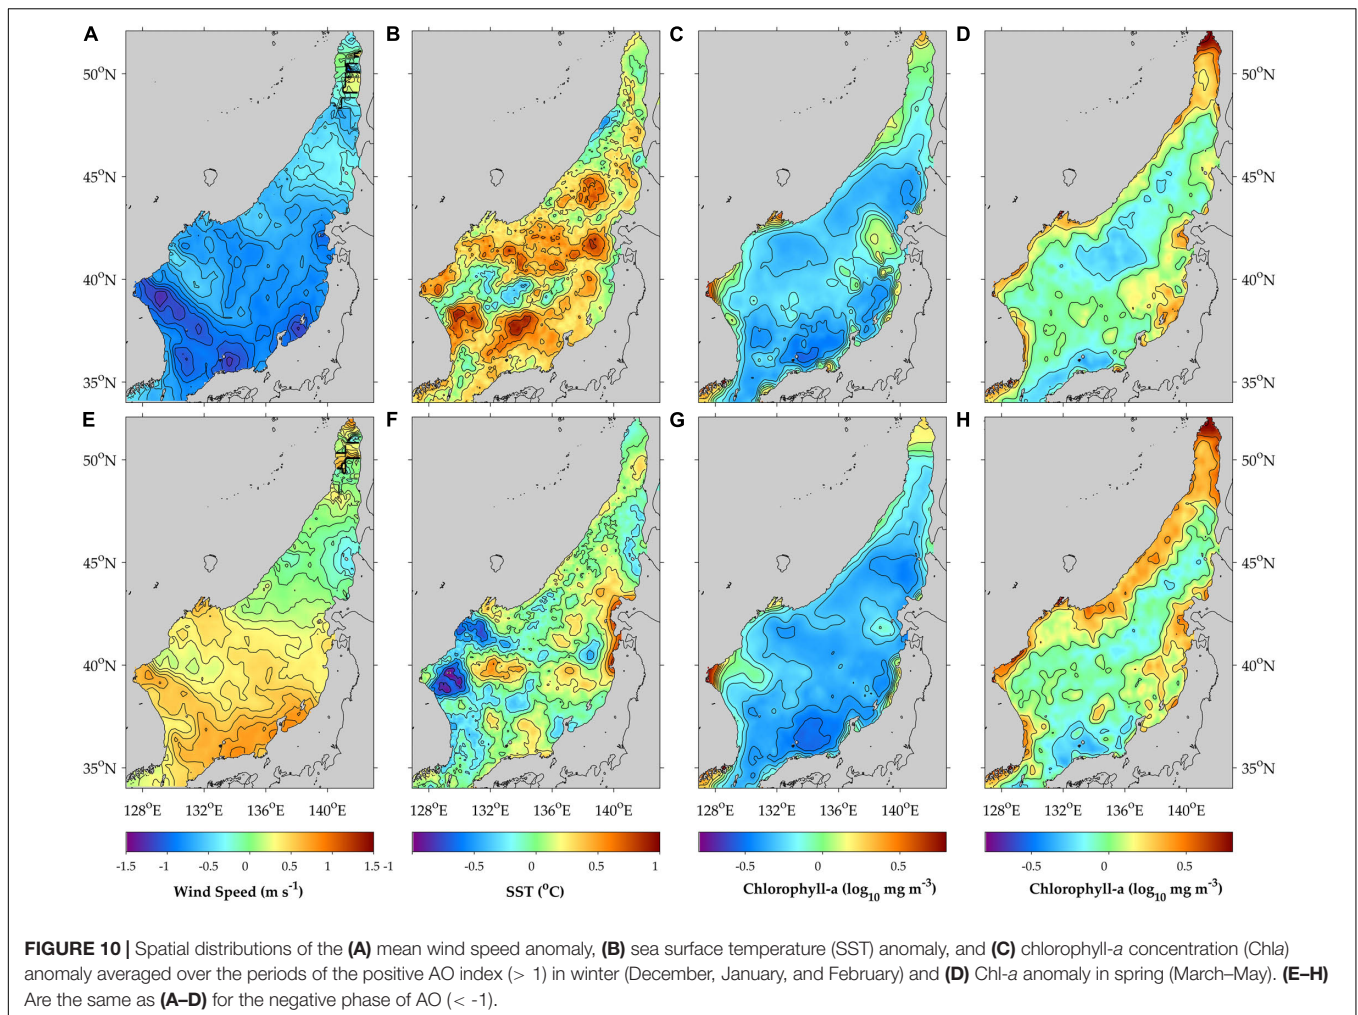 A B C D
50°N 50°N
45°N 45°N
40°N 40°N
35°N 35°N
E F G H
50°N 50°N
45°N 45°N
40°N 40°N
35°N 35°N
128°E 132°E 136°E 140°E 128°E 132°E 136°E 140°E 128°E 132°E 136°E 140°E 128°E 132°E 136°E 140°E
-1.5 -1 -0.5 0 0.5 1 1.5 -1 -0.5 0 0.5 1 -0.5 0 0.5 -0.5 0 0.5
Wind Speed (m s⁻¹) SST (°C) Chlorophyll-a (log₁₀ mg m⁻³) Chlorophyll-a (log₁₀ mg m⁻³)
FIGURE 10 | Spatial distributions of the (A) mean wind speed anomaly, (B) sea surface temperature (SST) anomaly, and (C) chlorophyll-a concentration (Chla)
anomaly averaged over the periods of the positive AO index (> 1) in winter (December, January, and February) and (D) Chl-a anomaly in spring (March–May). (E–H)
Are the same as (A–D) for the negative phase of AO (< -1).